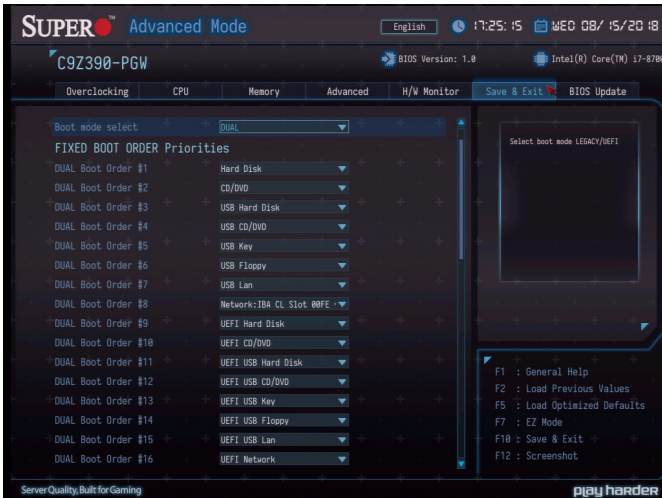 SUPER Advanced Mode
English
17:25:15
WED 08/15/2018
C9Z390-PGW
BIOS Version: 1.0
Intel(R) Core(TM) i7-8700
Overclocking CPU Memory Advanced H/W Monitor Save & Exit BIOS Update
Boot mode select DUAL
Select boot mode LEGACY/UEFI
FIXED BOOT ORDER Priorities
DUAL Boot Order #1 Hard Disk
DUAL Boot Order #2 CD/DVD
DUAL Boot Order #3 USB Hard Disk
DUAL Boot Order #4 USB CD/DVD
DUAL Boot Order #5 USB Key
DUAL Boot Order #6 USB Floppy
DUAL Boot Order #7 USB Lan
DUAL Boot Order #8 Network:IBA CL Slot 00FE
DUAL Boot Order #9 UEFI Hard Disk
DUAL Boot Order #10 UEFI CD/DVD
DUAL Boot Order #11 UEFI USB Hard Disk
DUAL Boot Order #12 UEFI USB CD/DVD
DUAL Boot Order #13 UEFI USB Key
DUAL Boot Order #14 UEFI USB Floppy
DUAL Boot Order #15 UEFI USB Lan
DUAL Boot Order #16 UEFI Network
F1 : General Help
F2 : Load Previous Values
F5 : Load Optimized Defaults
F7 : EZ Mode
F10 : Save & Exit
F12 : Screenshot
Server Quality, Built for Gaming
play harder